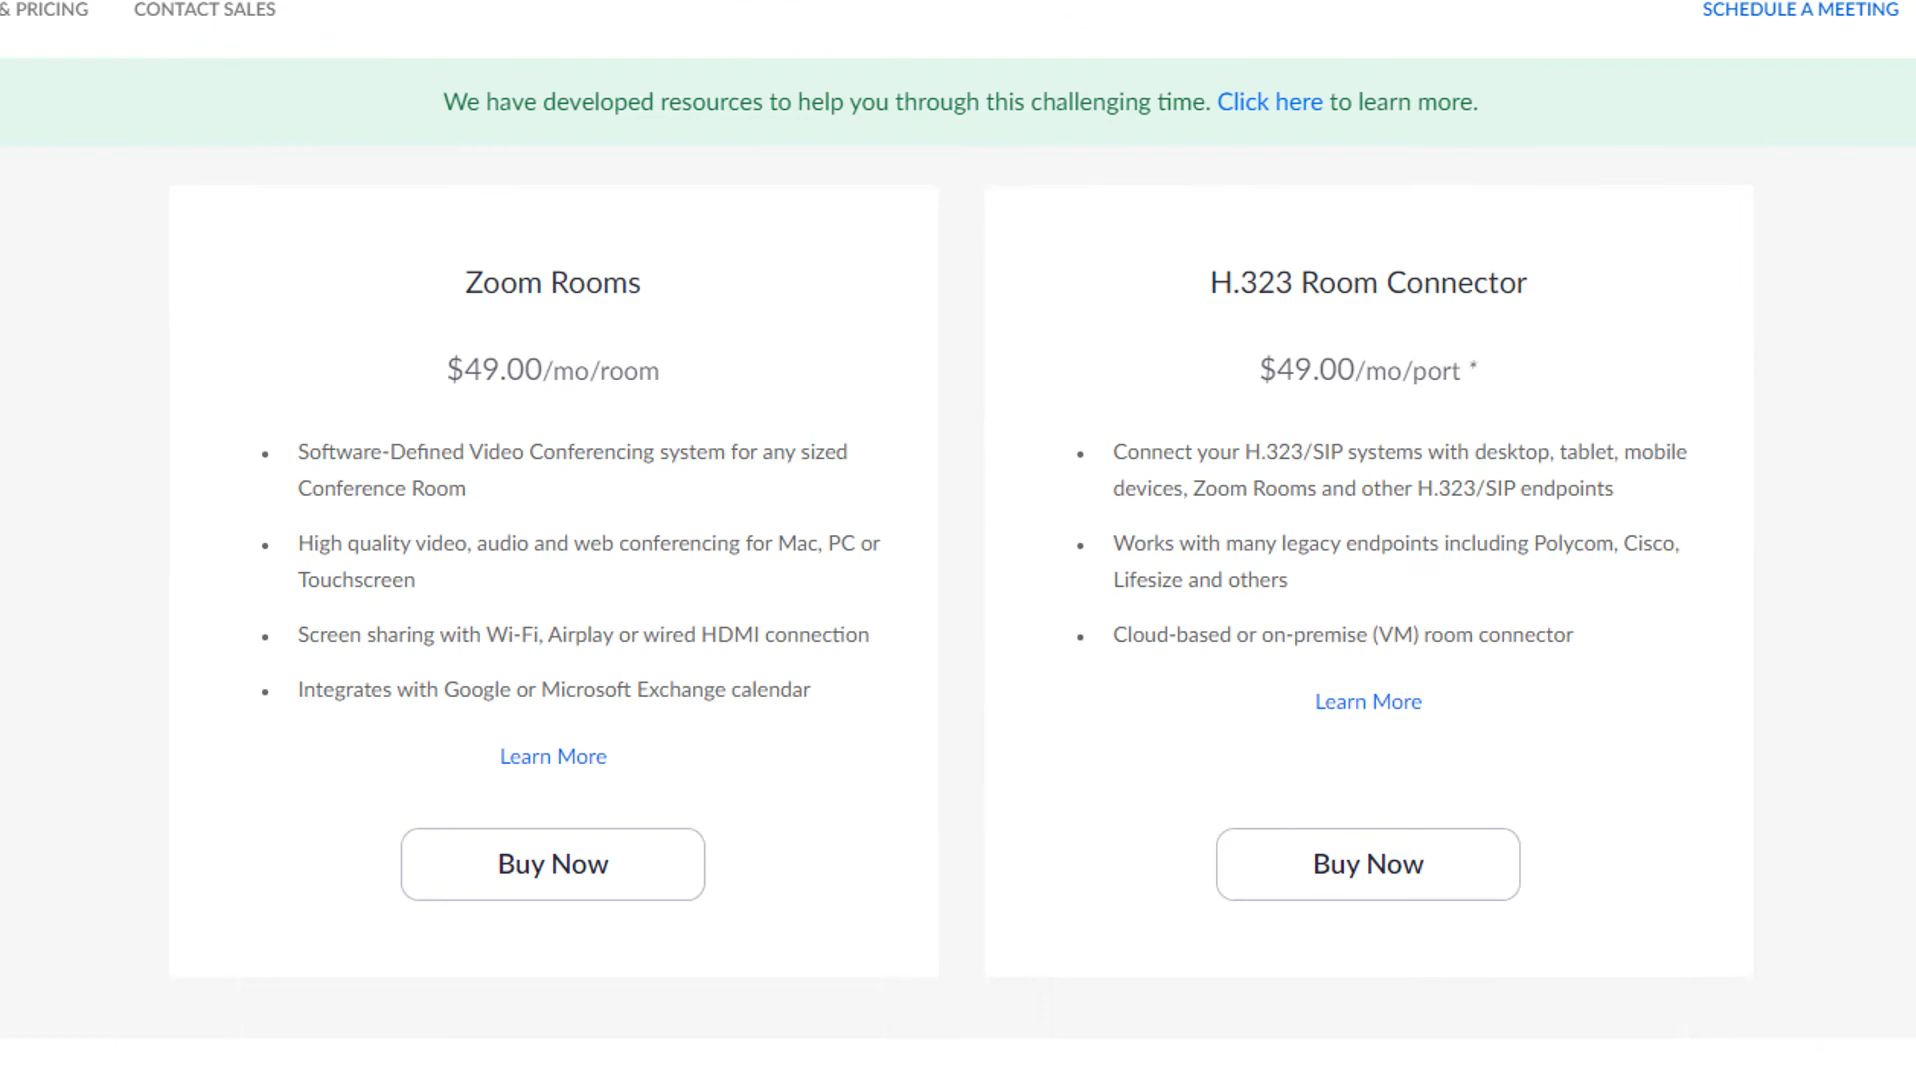 & PRICING CONTACT SALES SCHEDULE A MEETING
We have developed resources to help you through this challenging time. Click here to learn more.
Zoom Rooms
$49.00/mo/room
• Software-Defined Video Conferencing system for any sized
Conference Room
• High quality video, audio and web conferencing for Mac, PC or
Touchscreen
• Screen sharing with Wi-Fi, Airplay or wired HDMI connection
• Integrates with Google or Microsoft Exchange calendar
Learn More
Buy Now
H.323 Room Connector
$49.00/mo/port *
• Connect your H.323/SIP systems with desktop, tablet, mobile
devices, Zoom Rooms and other H.323/SIP endpoints
• Works with many legacy endpoints including Polycom, Cisco,
Lifesize and others
• Cloud-based or on-premise (VM) room connector
Learn More
Buy Now